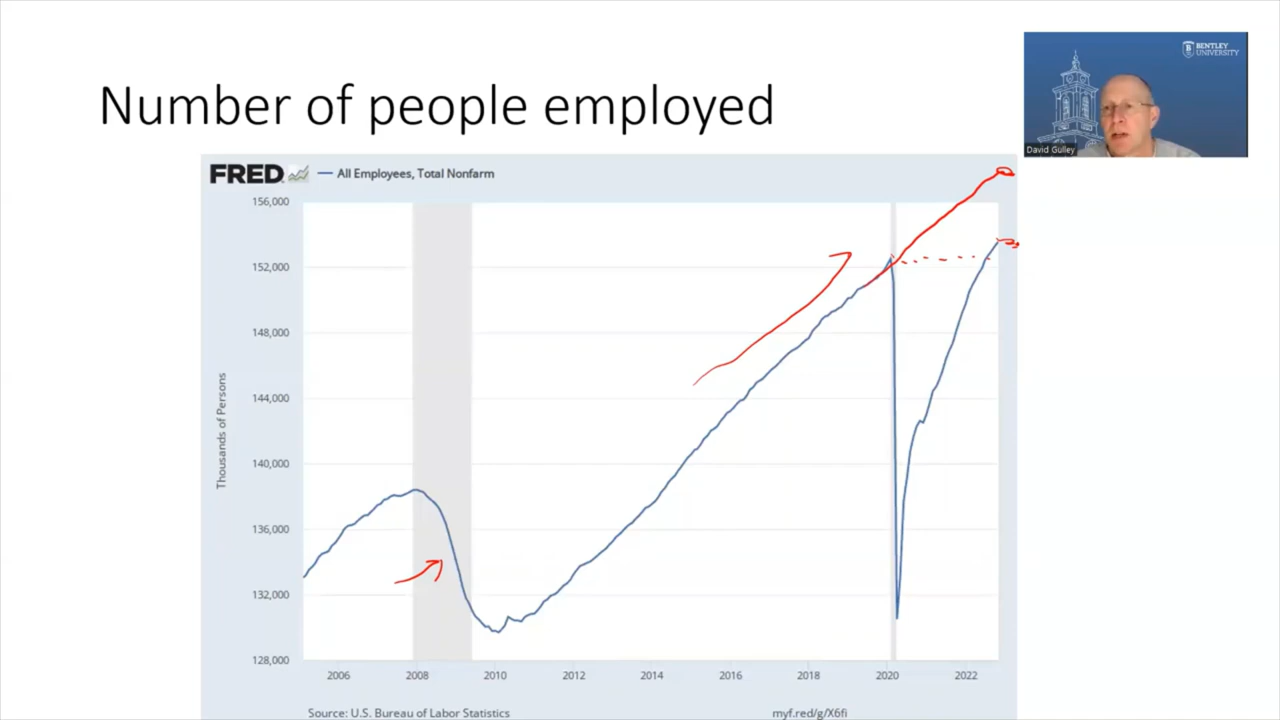 Number of people employed
BENTLEY
UNIVERSITY
David Gulley
FRED
All Employees, Total Nonfarm
156,000
152,000
148,000
144,000
140,000
136,000
132,000
128,000
Thousands of Persons
2006 2008 2010 2012 2014 2016 2018 2020 2022
Source: U.S. Bureau of Labor Statistics
myf.red/g/X6fi